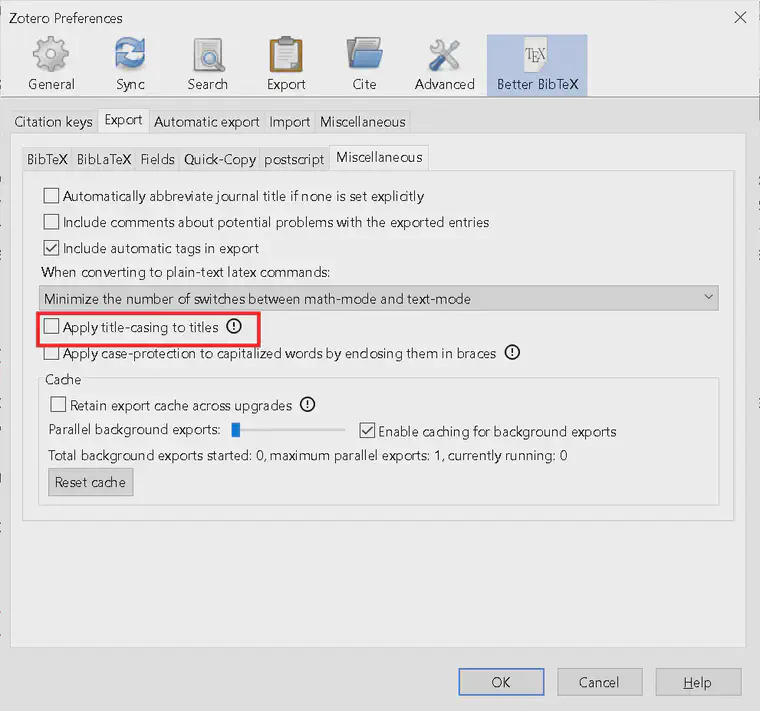 Zotero Preferences
General Sync Search Export Cite Advanced Better BibTeX
Citation keys Export Automatic export Import Miscellaneous
BibTeX BibLaTeX Fields Quick-Copy postscript Miscellaneous
Automatically abbreviate journal title if none is set explicitly
Include comments about potential problems with the exported entries
Include automatic tags in export
When converting to plain-text latex commands:
Minimize the number of switches between math-mode and text-mode
Apply title-casing to titles
Apply case-protection to capitalized words by enclosing them in braces
Cache
Retain export cache across upgrades
Parallel background exports: Enable caching for background exports
Total background exports started: 0, maximum parallel exports: 1, currently running: 0
Reset cache
OK Cancel Help